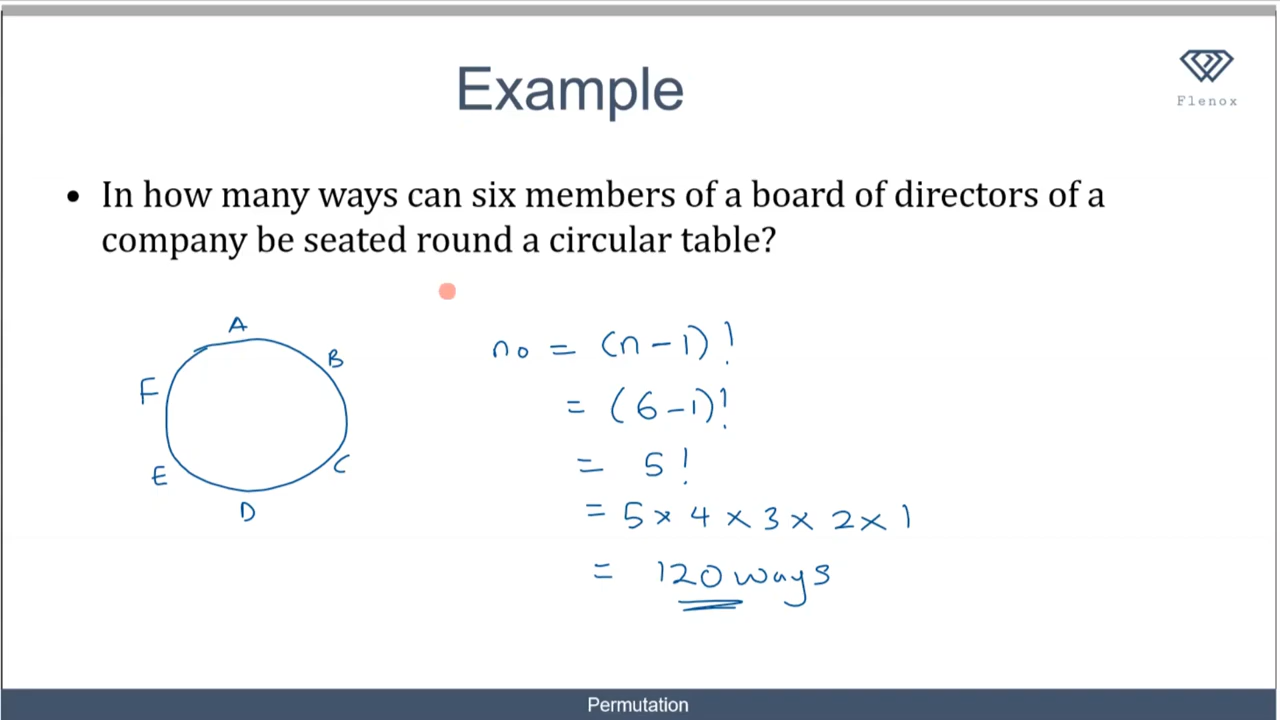 Example
Flenox
• In how many ways can six members of a board of directors of a
company be seated round a circular table?
A
B
F
E
C
D
no = (n-1)!
= (6-1)!
= 5!
= 5 × 4 × 3 × 2 × 1
= 120 ways
Permutation